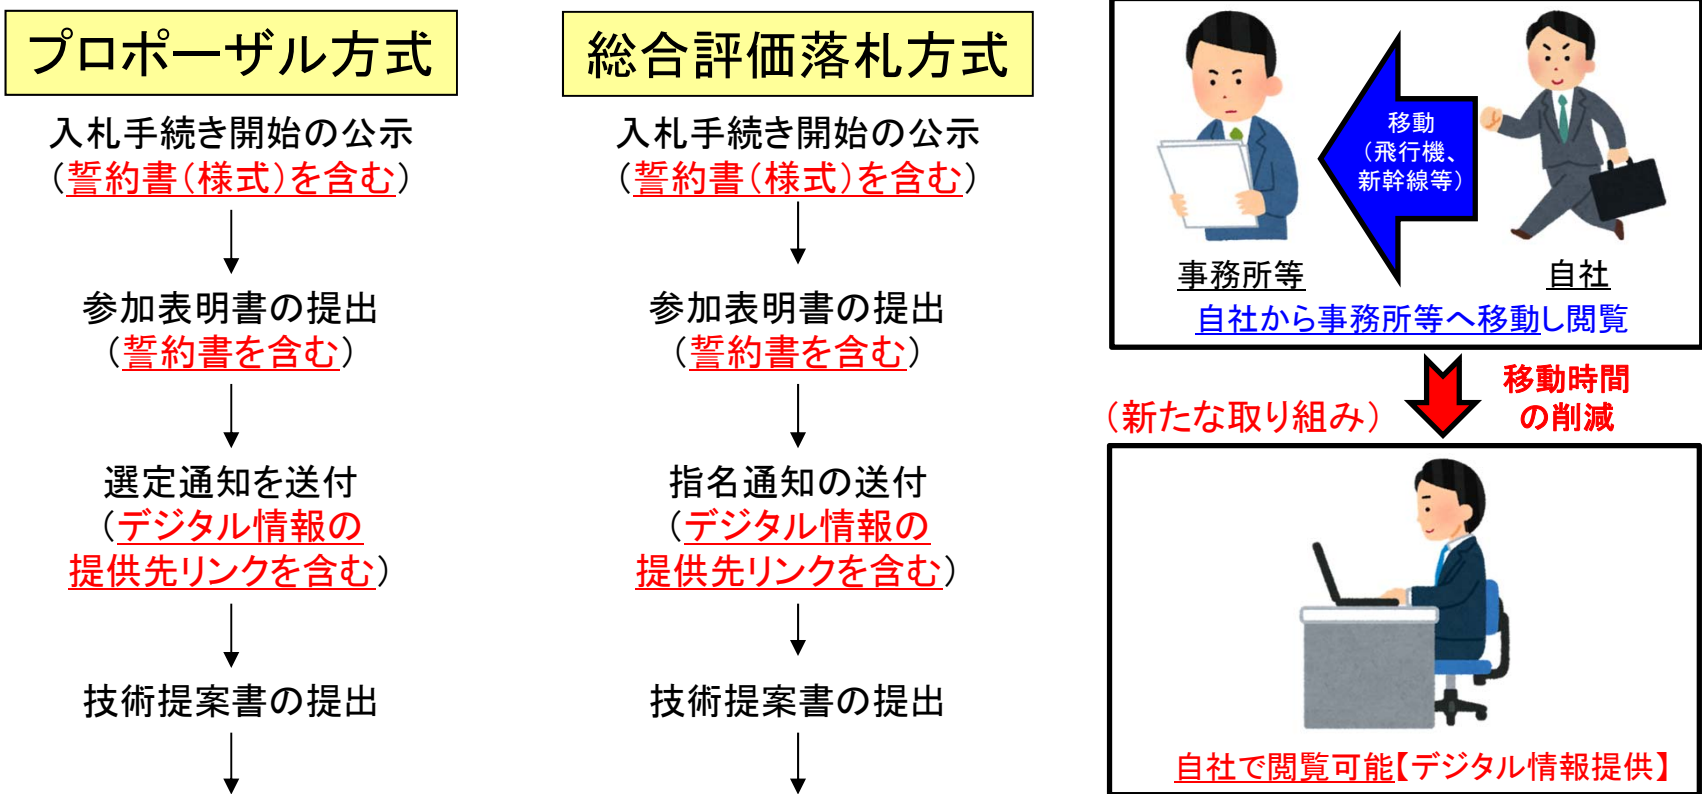 プロポーザル方式
入札手続き開始の公示
（誓約書（様式）を含む）
参加表明書の提出
（誓約書を含む）
選定通知を送付
（デジタル情報の
提供先リンクを含む）
技術提案書の提出
総合評価落札方式
入札手続き開始の公示
（誓約書（様式）を含む）
参加表明書の提出
（誓約書を含む）
指名通知の送付
（デジタル情報の
提供先リンクを含む）
技術提案書の提出
移動
（飛行機、
新幹線等）
事務所等
自社
自社から事務所等へ移動し閲覧
（新たな取り組み）
移動時間
の削減
自社で閲覧可能【デジタル情報提供】